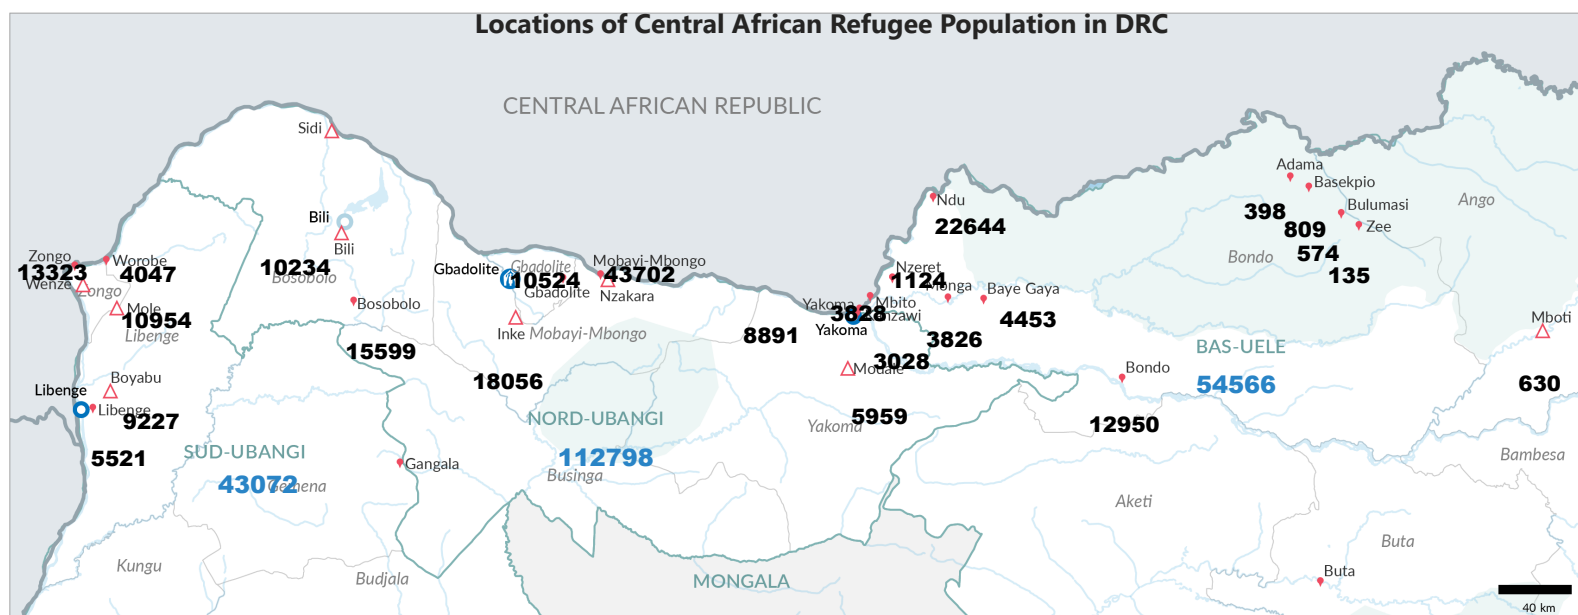 Locations of Central African Refugee Population in DRC
CENTRAL AFRICAN REPUBLIC
Sidi
Adama
Basekpio
Ango
Ndu
Bulumasi
398
Bili
22644
809
Zee
Bili
574
Bondo
135
Zongo
Worobe
13323
4047
10234
Bosobolo
Gbadolite
Gbadolite
10524
Gbadolite
Mobayi-Mbongo
43702
Nzakara
Nzeret
1124
Wenze
Zongo
Monga
Baye Gaya
Mole
10954
Bosobolo
Yakoma
Mbito
3828
Kanzawi
Yakoma
4453
Libenge
Inke
Mobayi-Mbongo
8891
3826
Mboti
15599
3028
Modale
BAS-UELE
Boyabu
18056
Bondo
54566
630
Libenge
Libenge
9227
NORD-UBANGI
Yakoma
5959
12950
5521
SUD-UBANGI
112798
Bambesa
Gangala
43072
Gemena
Businga
Aketi
Buta
Kungu
Budjala
MONGALA
Buta
40 km